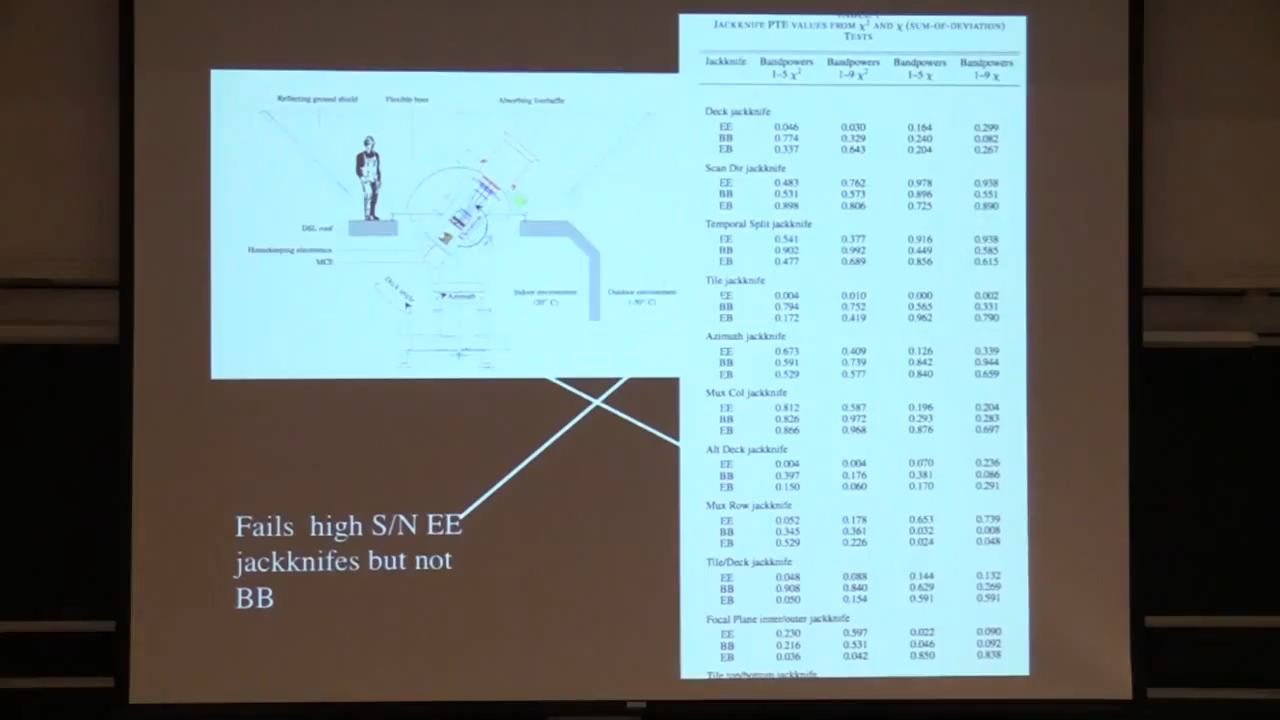 Reflecting ground shield Flexible boot Absorbing forebaffle
DSL roof
Housekeeping electronics
MCE
Deck angle
Azimuth
Indoor environment
(20° C)
Outdoor environment
Fails high S/N EE
jackknifes but not
BB
JACKKNIFE PTE VALUES FROM χ² AND χ (SUM-OF-DEVIATION)
TESTS
Jackknife Bandpowers Bandpowers Bandpowers Bandpowers
1–5 χ² 1–9 χ² 1–5 χ 1–9 χ
Deck jackknife
EE 0.046 0.030 0.164 0.299
BB 0.774 0.329 0.240 0.082
EB 0.337 0.643 0.204 0.267
Scan Dir jackknife
EE 0.483 0.762 0.978 0.938
BB 0.531 0.573 0.896 0.551
EB 0.898 0.806 0.725 0.890
Temporal Split jackknife
EE 0.541 0.377 0.916 0.938
BB 0.902 0.992 0.449 0.585
EB 0.477 0.689 0.856 0.615
Tile jackknife
EE 0.004 0.010 0.000 0.002
BB 0.794 0.752 0.565 0.331
EB 0.172 0.419 0.962 0.790
Azimuth jackknife
EE 0.673 0.409 0.126 0.339
BB 0.591 0.739 0.842 0.944
EB 0.529 0.577 0.840 0.659
Mux Col jackknife
EE 0.812 0.587 0.196 0.204
BB 0.826 0.972 0.293 0.283
EB 0.866 0.968 0.876 0.697
Alt Deck jackknife
EE 0.004 0.004 0.070 0.236
BB 0.397 0.176 0.381 0.086
EB 0.150 0.060 0.170 0.291
Mux Row jackknife
EE 0.052 0.178 0.653 0.739
BB 0.345 0.361 0.032 0.008
EB 0.529 0.226 0.024 0.048
Tile/Deck jackknife
EE 0.048 0.088 0.144 0.132
BB 0.908 0.840 0.629 0.269
EB 0.050 0.154 0.591 0.591
Focal Plane inner/outer jackknife
EE 0.230 0.597 0.022 0.090
BB 0.216 0.531 0.046 0.092
EB 0.036 0.042 0.850 0.838
Tile top/bottom jackknife